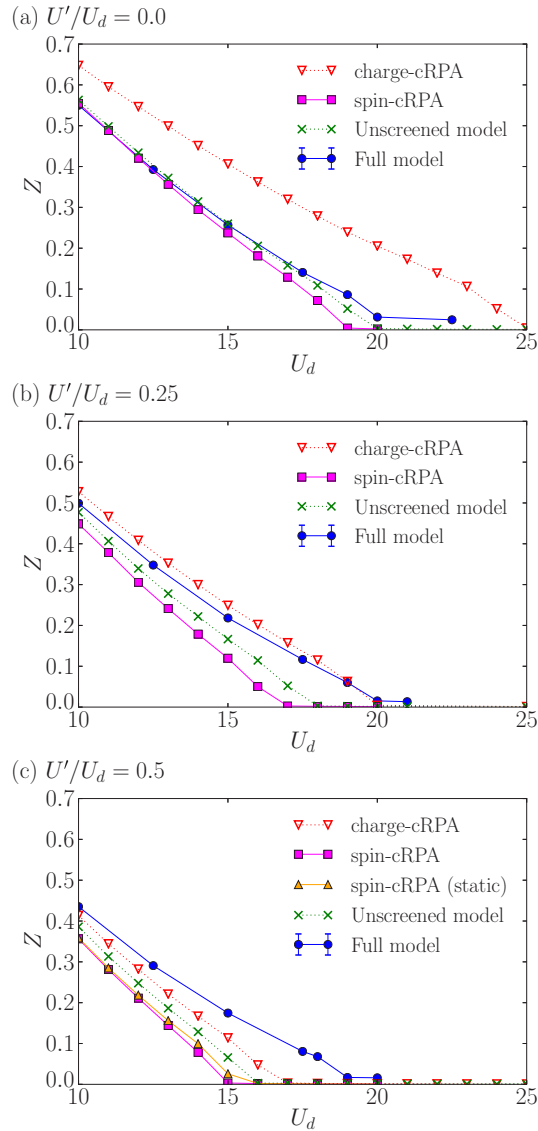 (a) U′/U_d = 0.0
0.7
0.6
0.5
0.4
0.3
0.2
0.1
0.0
Z
charge-cRPA
spin-cRPA
Unscreened model
Full model
10 15 20 25
U_d
(b) U′/U_d = 0.25
0.7
0.6
0.5
0.4
0.3
0.2
0.1
0.0
Z
charge-cRPA
spin-cRPA
Unscreened model
Full model
10 15 20 25
U_d
(c) U′/U_d = 0.5
0.7
0.6
0.5
0.4
0.3
0.2
0.1
0.0
Z
charge-cRPA
spin-cRPA
spin-cRPA (static)
Unscreened model
Full model
10 15 20 25
U_d